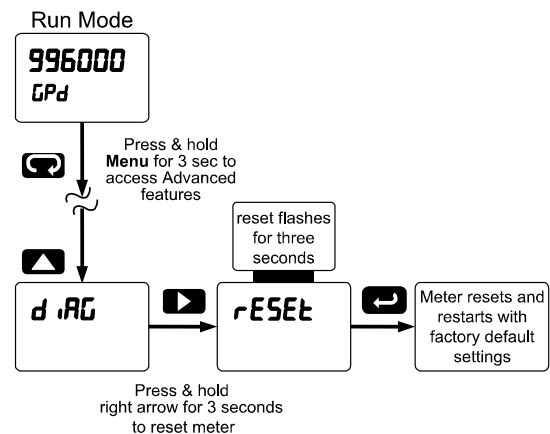 Run Mode
996000
GPd
Press & hold
Menu for 3 sec to
access Advanced
features
reset flashes
for three
seconds
d iAG
rESEt
Meter resets and
restarts with
factory default
settings
Press & hold
right arrow for 3 seconds
to reset meter